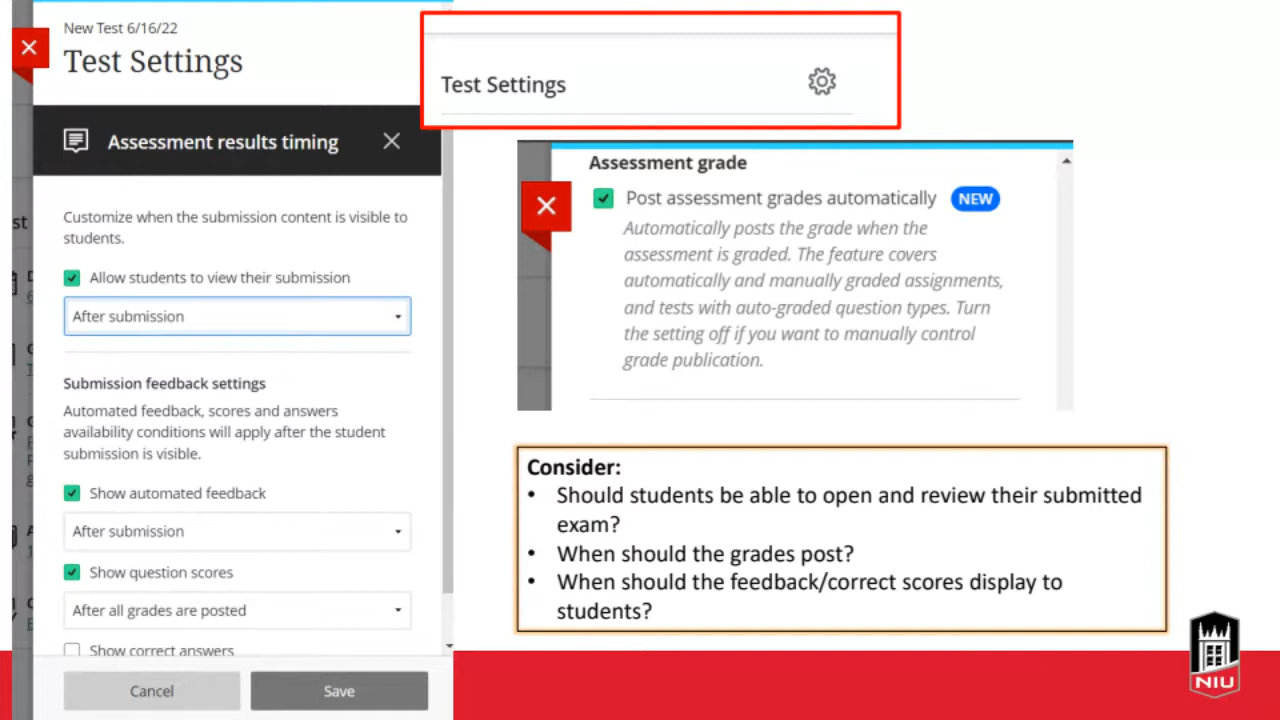 New Test 6/16/22
Test Settings
Assessment results timing
Customize when the submission content is visible to
students.
Allow students to view their submission
After submission
Submission feedback settings
Automated feedback, scores and answers
availability conditions will apply after the student
submission is visible.
Show automated feedback
After submission
Show question scores
After all grades are posted
Show correct answers
Cancel
Save
st
Test Settings
Assessment grade
Post assessment grades automatically NEW
Automatically posts the grade when the
assessment is graded. The feature covers
automatically and manually graded assignments,
and tests with auto-graded question types. Turn
the setting off if you want to manually control
grade publication.
Consider:
• Should students be able to open and review their submitted
exam?
• When should the grades post?
• When should the feedback/correct scores display to
students?
NIU